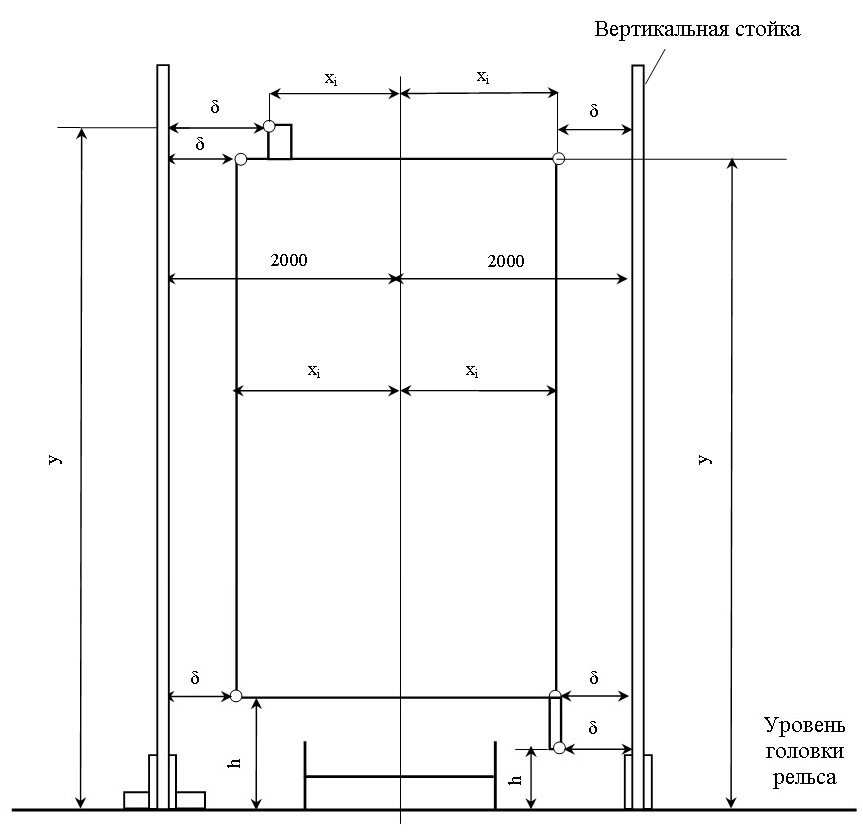 Вертикальная стойка
xᵢ
xᵢ
δ
δ
δ
2000
2000
xᵢ
xᵢ
y
y
δ
δ
δ
h
h
Уровень
головки
рельса